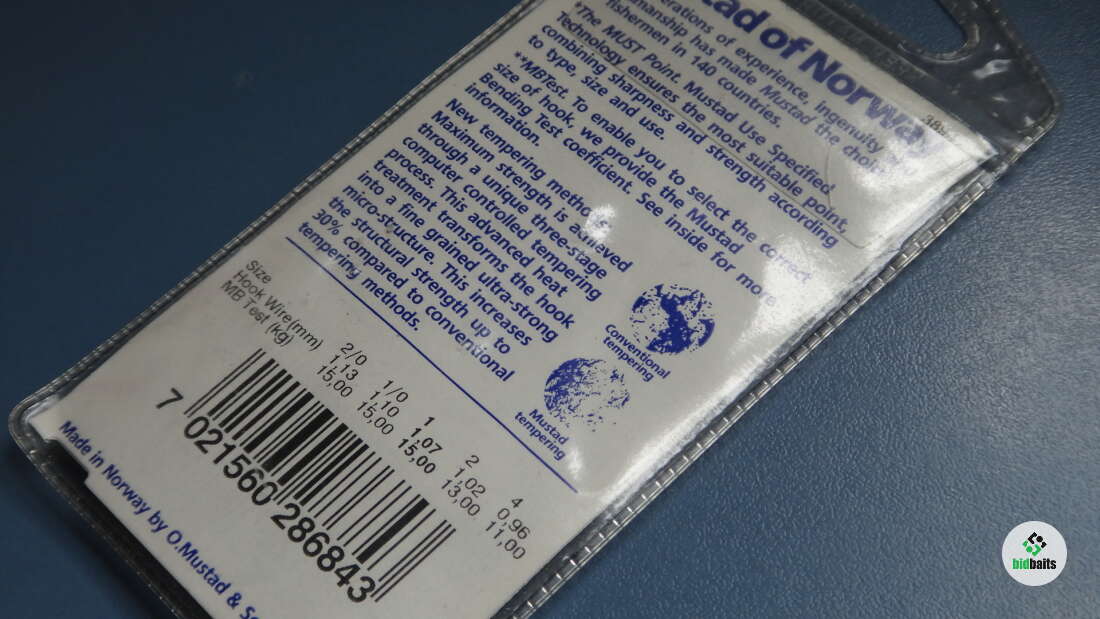 ead of Norway
erations of experience, ingenuity
manship has made Mustad the choi
fishermen in 140 countries.
*The MUST Point. Mustad Use Specified
Technology ensures the most suitable point,
combining sharpness and strength according
to type, size and use.
**MBTest. To enable you to select the correct
size of hook, we provide the Mustad
Bending Test coefficient. See inside for more
information.
New tempering methods.
Maximum strength is achieved
through a unique three-stage
computer controlled tempering
process. This advanced heat
treatment transforms the hook
into a fine grained ultra-strong
micro-structure. This increases
the structural strength up to
30% compared to conventional
tempering methods.
Conventional
tempering
Mustad
tempering
Size 2/0 1/0 1 2 4
Hook Wire(mm) 1,13 1,10 1,07 1,02 0,96
MB Test (kg) 15,00 15,00 15,00 13,00 11,00
7 021560 286843
Made in Norway by O.Mustad & S
bidbaits